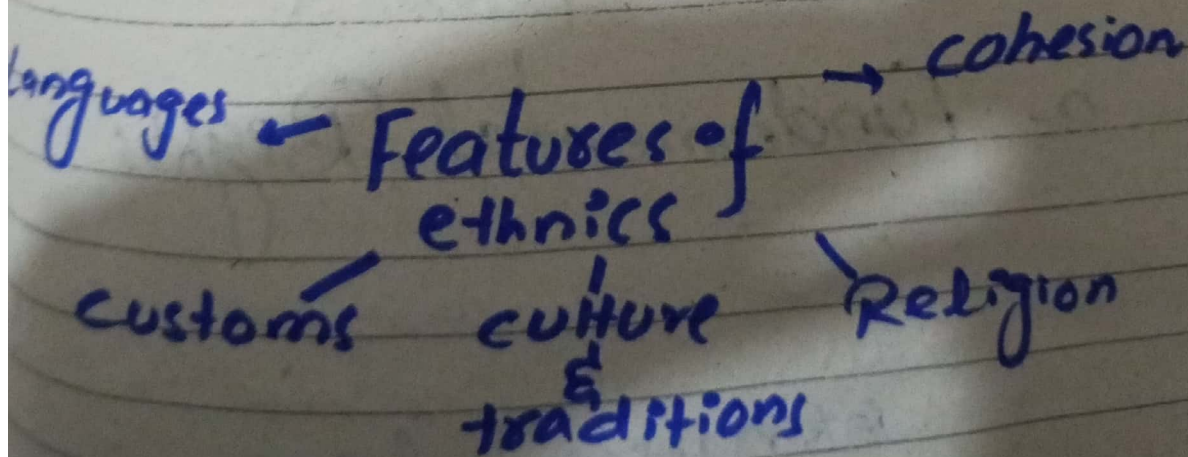 cohesion
languages
Features of
ethnics
customs
culture
Religion
&
traditions